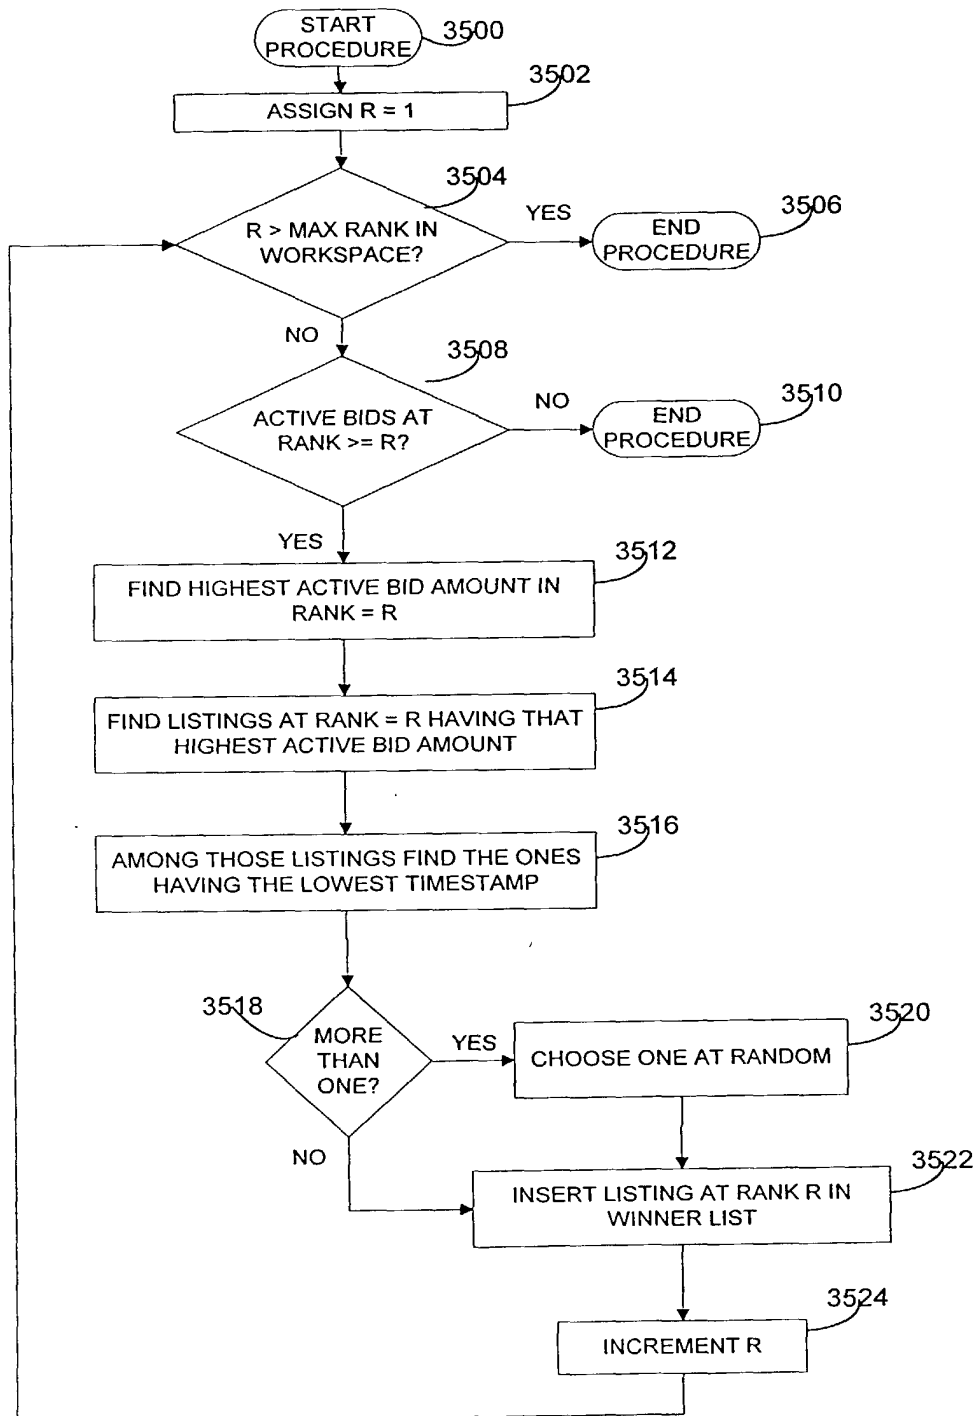 START
PROCEDURE
3500
3502
ASSIGN R = 1
3504
R > MAX RANK IN
WORKSPACE?
YES
3506
END
PROCEDURE
NO
3508
ACTIVE BIDS AT
RANK >= R?
NO
3510
END
PROCEDURE
YES
3512
FIND HIGHEST ACTIVE BID AMOUNT IN
RANK = R
3514
FIND LISTINGS AT RANK = R HAVING THAT
HIGHEST ACTIVE BID AMOUNT
3516
AMONG THOSE LISTINGS FIND THE ONES
HAVING THE LOWEST TIMESTAMP
3518
MORE
THAN
ONE?
YES
3520
CHOOSE ONE AT RANDOM
NO
3522
INSERT LISTING AT RANK R IN
WINNER LIST
3524
INCREMENT R